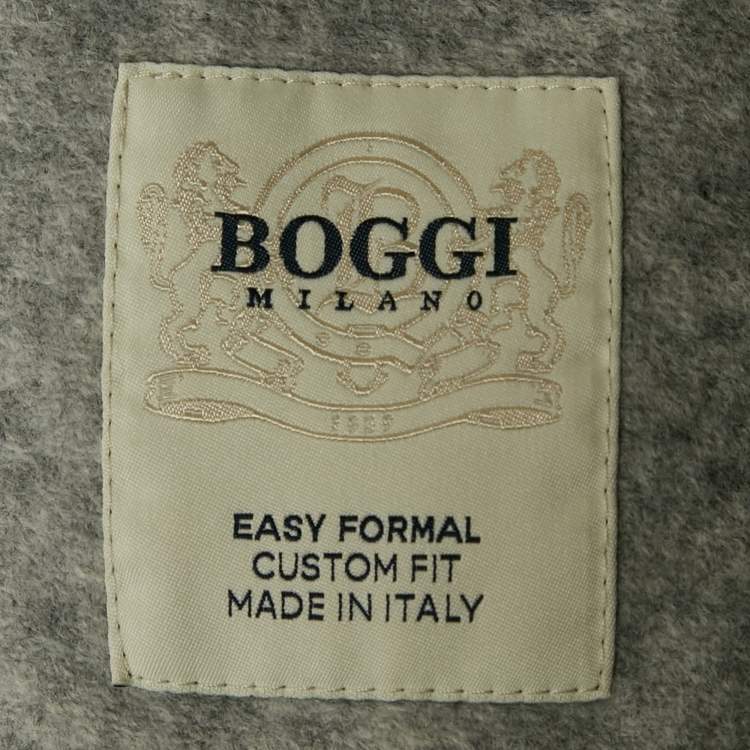 BOGGI
MILANO
EASY FORMAL
CUSTOM FIT
MADE IN ITALY